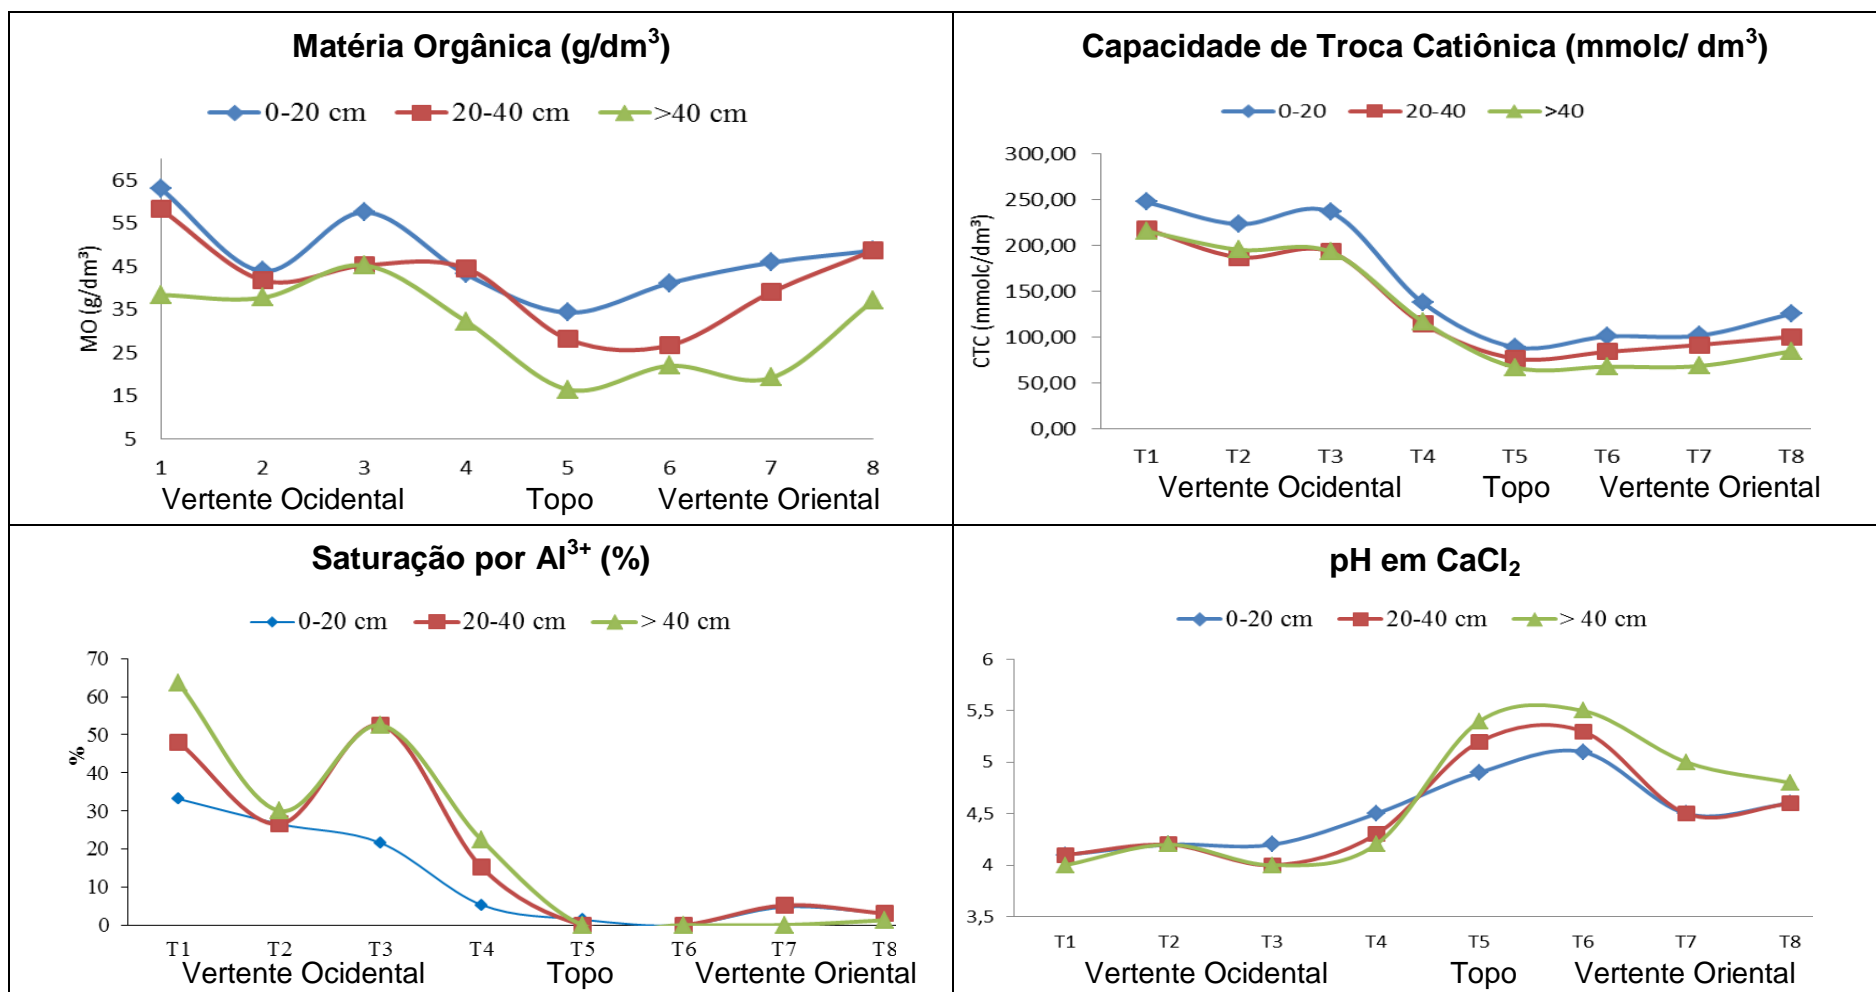 Matéria Orgânica (g/dm³)
0-20 cm 20-40 cm >40 cm
MO (g/dm³)
65
55
45
35
25
15
5
1 2 3 4 5 6 7 8
Vertente Ocidental Topo Vertente Oriental
Capacidade de Troca Catiônica (mmolc/ dm³)
0-20 20-40 >40
CTC (mmolc/dm³)
300,00
250,00
200,00
150,00
100,00
50,00
0,00
T1 T2 T3 T4 T5 T6 T7 T8
Vertente Ocidental Topo Vertente Oriental
Saturação por Al³⁺ (%)
0-20 cm 20-40 cm > 40 cm
%
70
60
50
40
30
20
10
0
T1 T2 T3 T4 T5 T6 T7 T8
Vertente Ocidental Topo Vertente Oriental
pH em CaCl₂
0-20 cm 20-40 cm > 40 cm
6
5,5
5
4,5
4
3,5
T1 T2 T3 T4 T5 T6 T7 T8
Vertente Ocidental Topo Vertente Oriental